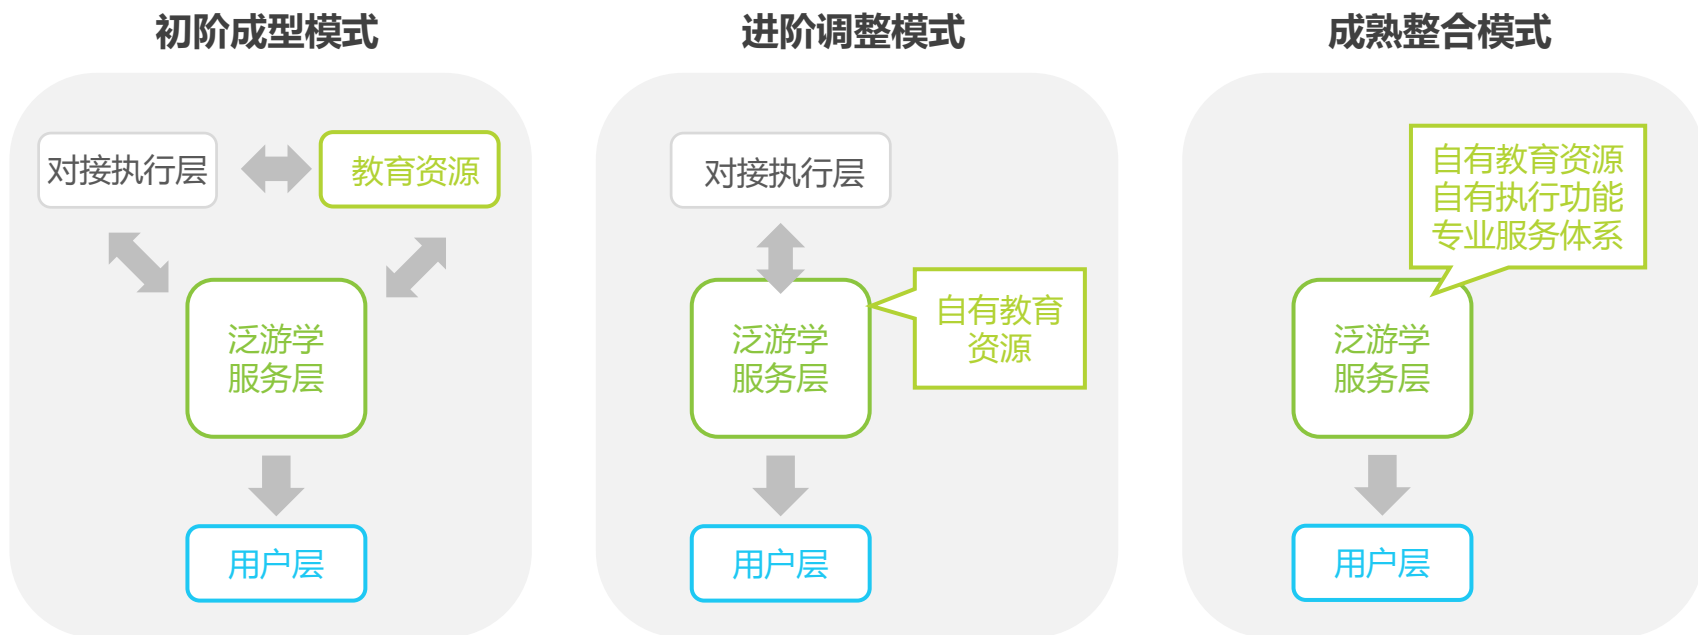 初阶成型模式
对接执行层
教育资源
泛游学
服务层
用户层
进阶调整模式
对接执行层
泛游学
服务层
自有教育
资源
用户层
成熟整合模式
自有教育资源
自有执行功能
专业服务体系
泛游学
服务层
用户层